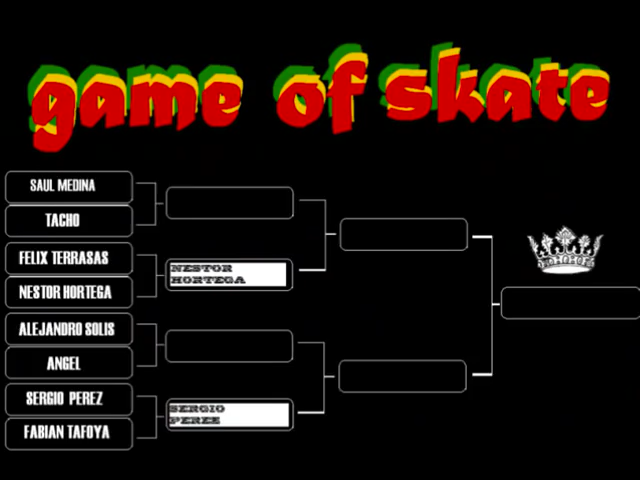 game of skate
SAUL MEDINA
TACHO
FELIX TERRASAS
NESTOR HORTEGA
NESTOR
HORTEGA
ALEJANDRO SOLIS
ANGEL
SERGIO PEREZ
FABIAN TAFOYA
SERGIO
PEREZ